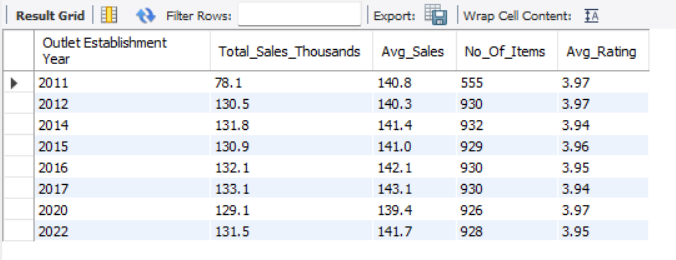 Result Grid Filter Rows: Export: Wrap Cell Content: IA
Outlet Establishment
Year Total_Sales_Thousands Avg_Sales No_Of_Items Avg_Rating
2011 78.1 140.8 555 3.97
2012 130.5 140.3 930 3.97
2014 131.8 141.4 932 3.94
2015 130.9 141.0 929 3.96
2016 132.1 142.1 930 3.95
2017 133.1 143.1 930 3.94
2020 129.1 139.4 926 3.97
2022 131.5 141.7 928 3.95